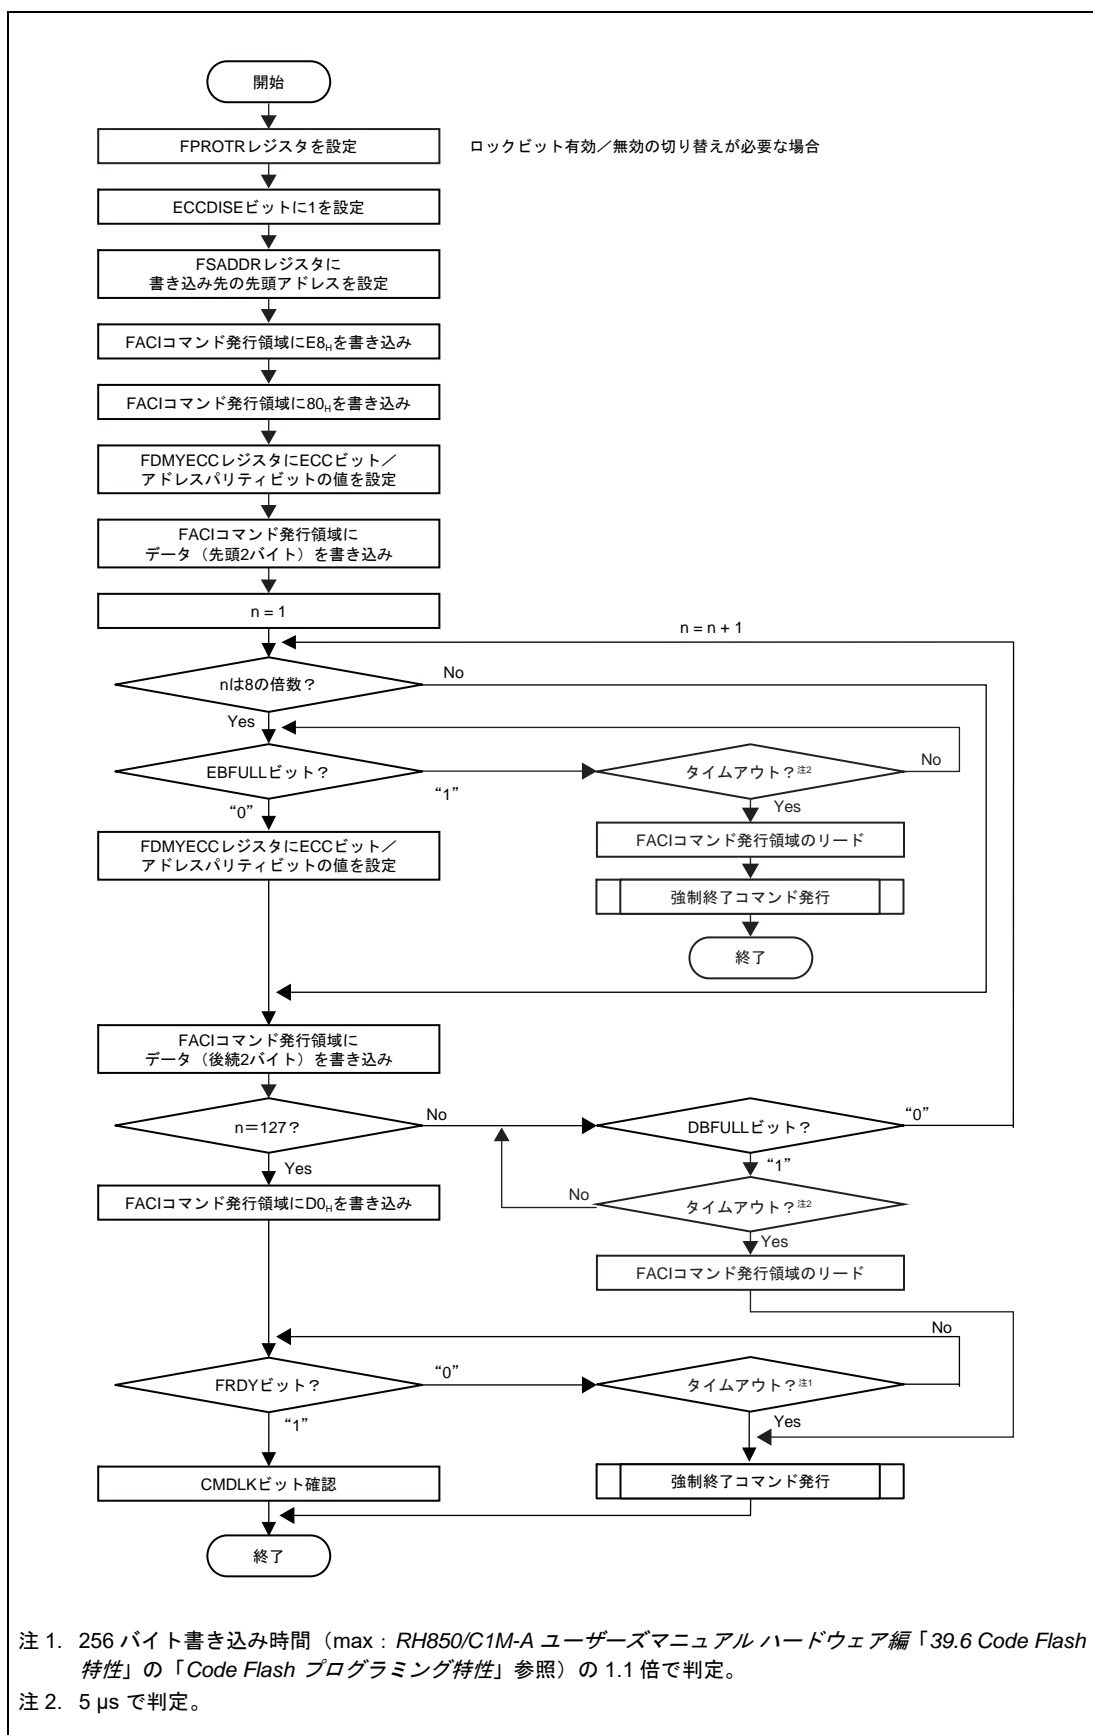 開始
FPROTRレジスタを設定
ロックビット有効／無効の切り替えが必要な場合
ECCDISEビットに1を設定
FSADDRレジスタに
書き込み先の先頭アドレスを設定
FACIコマンド発行領域にE8Hを書き込み
FACIコマンド発行領域に80Hを書き込み
FDMYECCレジスタにECCビット／
アドレスパリティビットの値を設定
FACIコマンド発行領域に
データ（先頭2バイト）を書き込み
n = 1
n = n + 1
nは8の倍数？
No
Yes
EBFULLビット？
“1”
タイムアウト？注2
No
“0”
Yes
FDMYECCレジスタにECCビット／
アドレスパリティビットの値を設定
FACIコマンド発行領域のリード
強制終了コマンド発行
終了
FACIコマンド発行領域に
データ（後続2バイト）を書き込み
n＝127？
No
DBFULLビット？
“0”
Yes
“1”
FACIコマンド発行領域にD0Hを書き込み
No
タイムアウト？注2
Yes
FACIコマンド発行領域のリード
No
FRDYビット？
“0”
タイムアウト？注1
“1”
Yes
CMDLKビット確認
強制終了コマンド発行
終了
注 1. 256 バイト書き込み時間（max：RH850/C1M-A ユーザーズマニュアル ハードウェア編「39.6 Code Flash
特性」の「Code Flash プログラミング特性」参照）の 1.1 倍で判定。
注 2. 5 μs で判定。